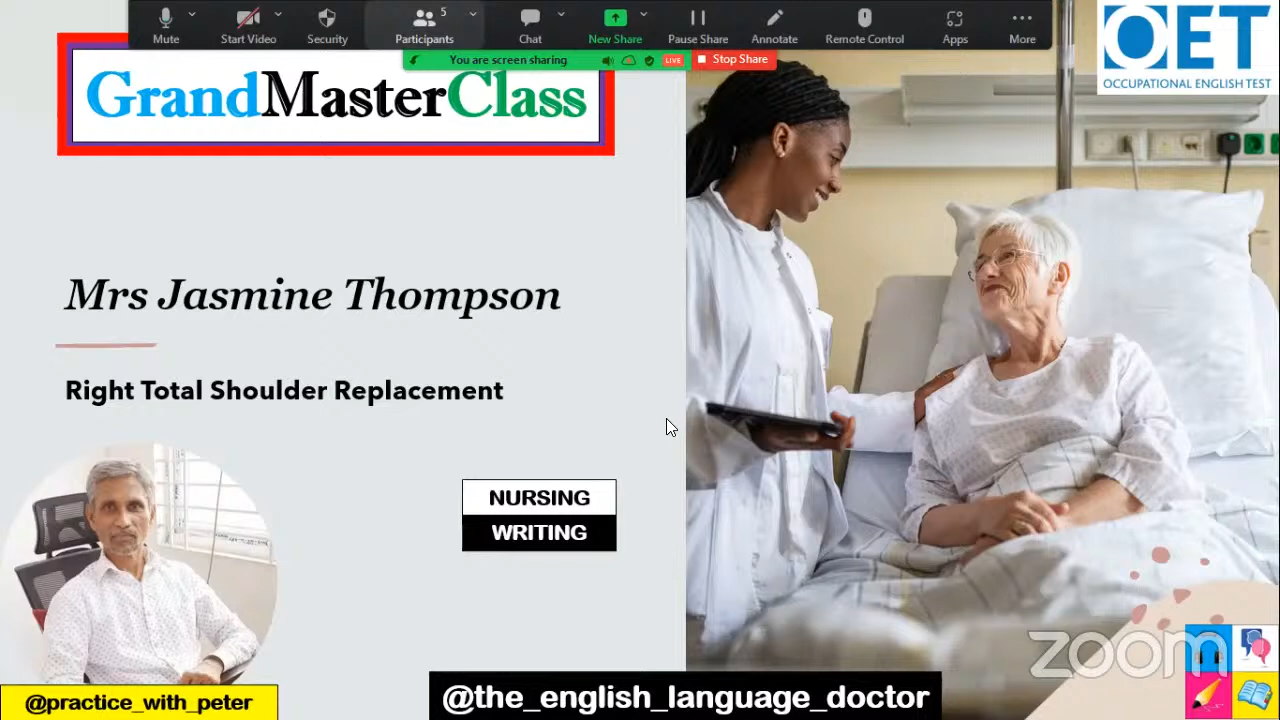 Mute
Start Video
Security
5
Participants
Chat
New Share
Pause Share
Annotate
Remote Control
Apps
More
You are screen sharing
LIVE
Stop Share
OET
OCCUPATIONAL ENGLISH TEST
GrandMasterClass
Mrs Jasmine Thompson
Right Total Shoulder Replacement
NURSING
WRITING
zoom
@practice_with_peter
@the_english_language_doctor